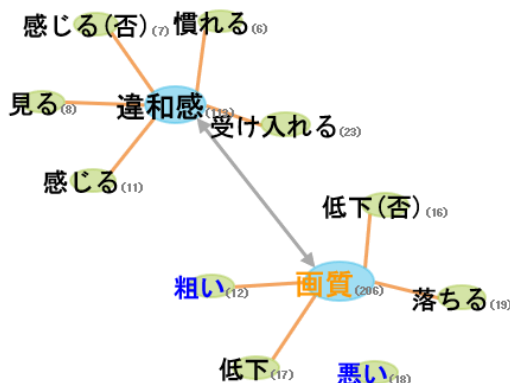 感じる(否)(7)
慣れる(6)
見る(8)
違和感(113)
受け入れる(23)
感じる(11)
低下(否)(16)
粗い(12)
画質(206)
落ちる(19)
低下(17)
悪い(18)